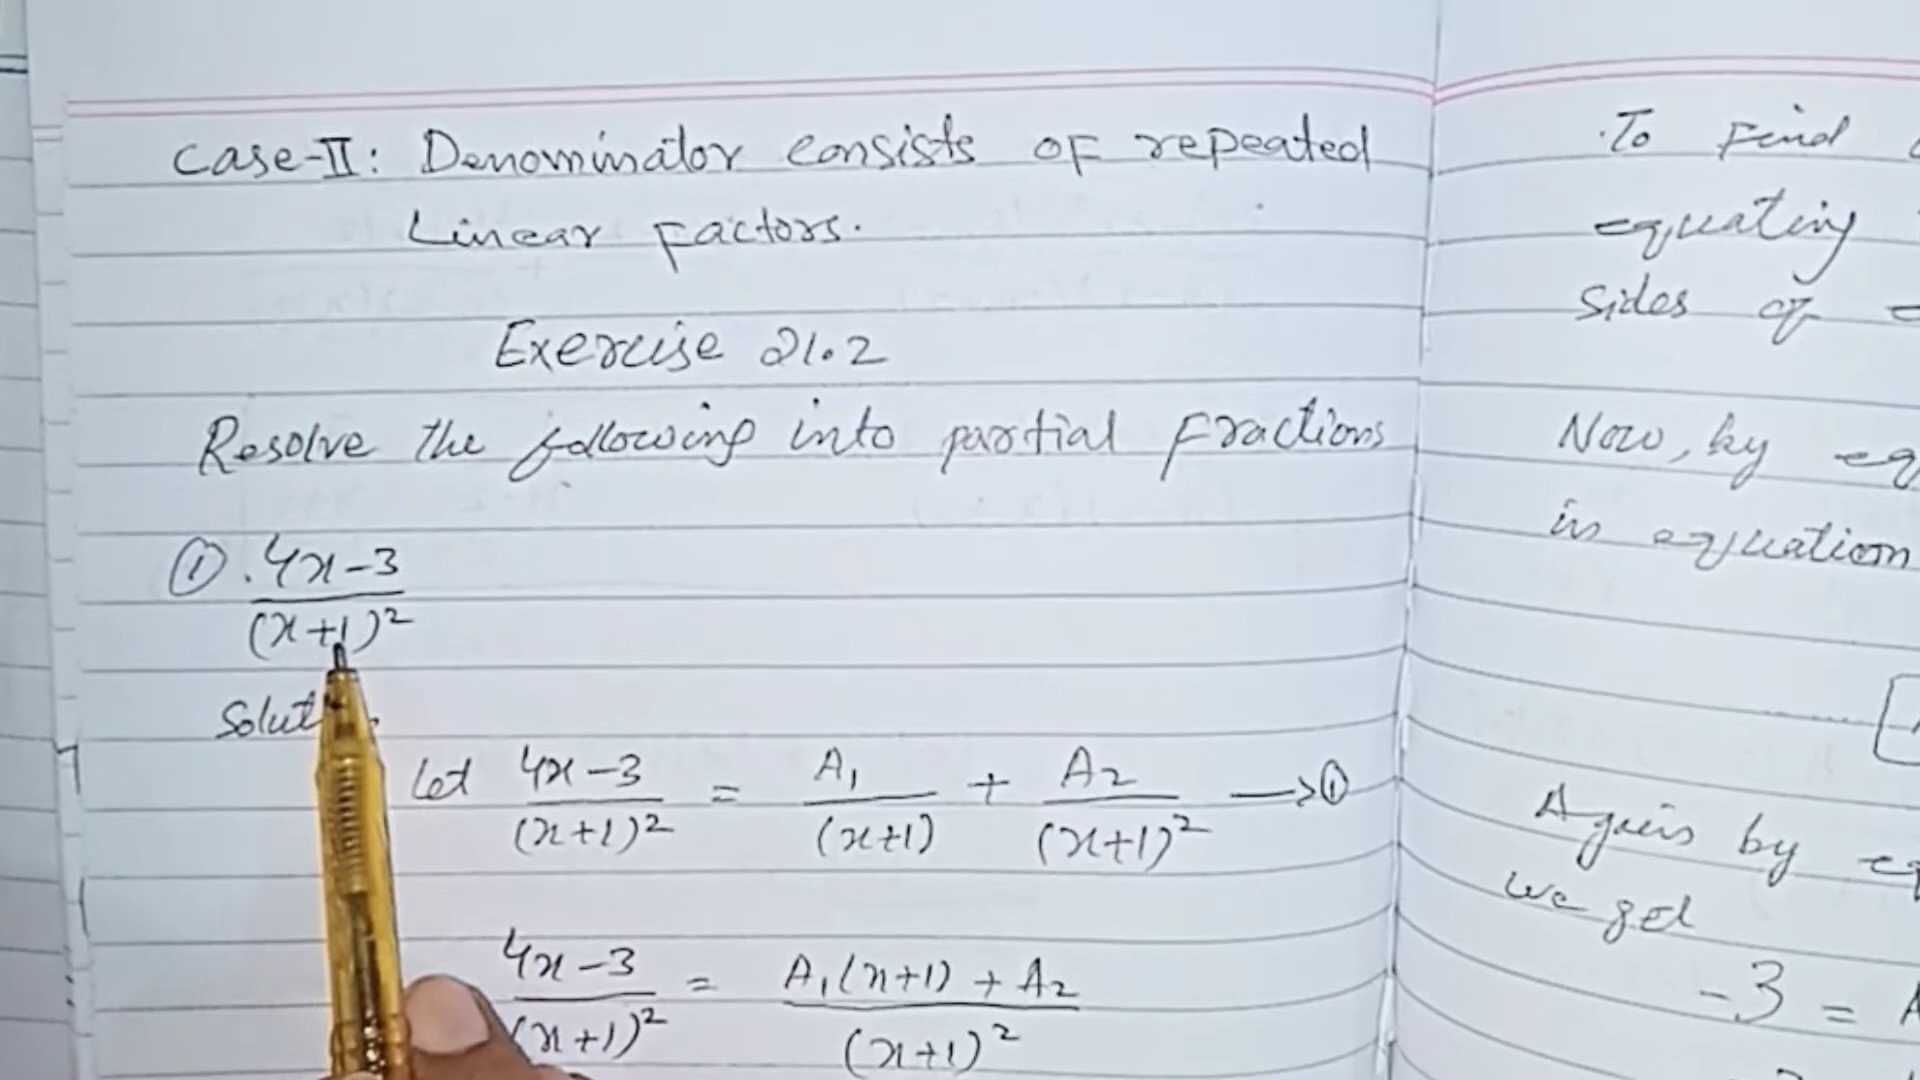 Case-II: Denominator consists of repeated
Linear Factors.
Exercise 21.2
Resolve the following into partial Fractions
① . 4x-3
(x+1)²
Let 4x-3 / (x+1)² = A₁ / (x+1) + A₂ / (x+1)² → ①
4x-3 / (x+1)² = A₁(x+1) + A₂ / (x+1)²
To Find
equating
sides of
Now, by
in equation
Again by
we get
-3 =